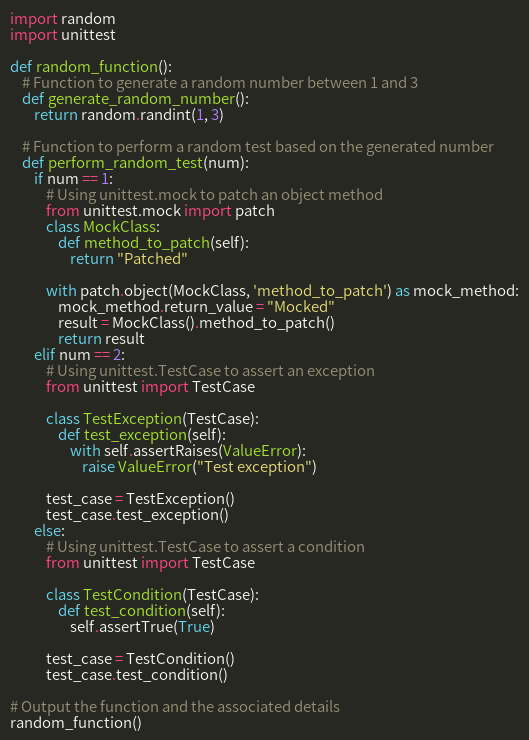 import random
import unittest

def random_function():
    # Function to generate a random number between 1 and 3
    def generate_random_number():
        return random.randint(1, 3)

    # Function to perform a random test based on the generated number
    def perform_random_test(num):
        if num == 1:
            # Using unittest.mock to patch an object method
            from unittest.mock import patch
            class MockClass:
                def method_to_patch(self):
                    return "Patched"

            with patch.object(MockClass, 'method_to_patch') as mock_method:
                mock_method.return_value = "Mocked"
                result = MockClass().method_to_patch()
                return result
        elif num == 2:
            # Using unittest.TestCase to assert an exception
            from unittest import TestCase

            class TestException(TestCase):
                def test_exception(self):
                    with self.assertRaises(ValueError):
                        raise ValueError("Test exception")

            test_case = TestException()
            test_case.test_exception()
        else:
            # Using unittest.TestCase to assert a condition
            from unittest import TestCase

            class TestCondition(TestCase):
                def test_condition(self):
                    self.assertTrue(True)

            test_case = TestCondition()
            test_case.test_condition()

# Output the function and the associated details
random_function()